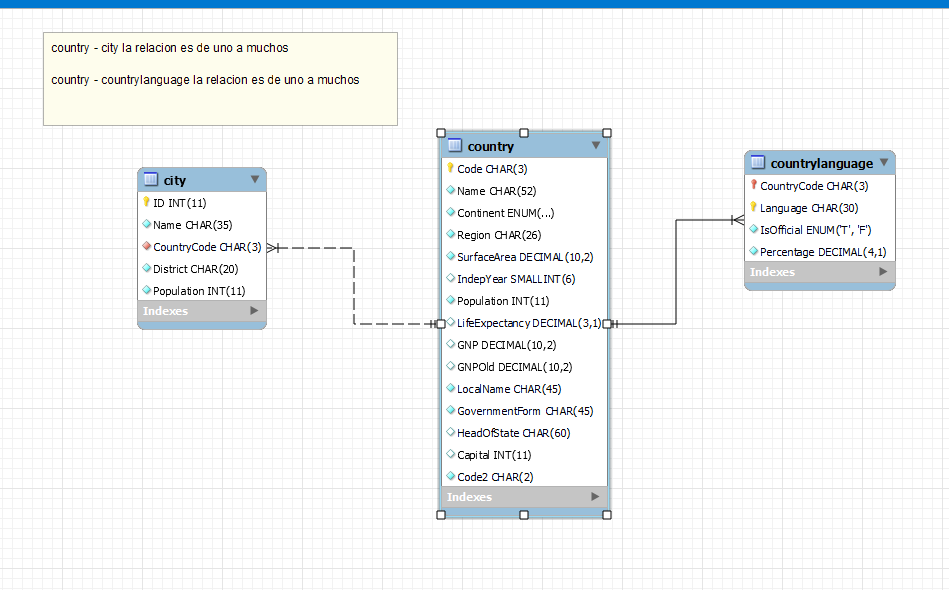 country - city la relacion es de uno a muchos
country - countrylanguage la relacion es de uno a muchos
city
ID INT(11)
Name CHAR(35)
CountryCode CHAR(3)
District CHAR(20)
Population INT(11)
Indexes
country
Code CHAR(3)
Name CHAR(52)
Continent ENUM(...)
Region CHAR(26)
SurfaceArea DECIMAL(10,2)
IndepYear SMALLINT(6)
Population INT(11)
LifeExpectancy DECIMAL(3,1)
GNP DECIMAL(10,2)
GNPOld DECIMAL(10,2)
LocalName CHAR(45)
GovernmentForm CHAR(45)
HeadOfState CHAR(60)
Capital INT(11)
Code2 CHAR(2)
Indexes
countrylanguage
CountryCode CHAR(3)
Language CHAR(30)
IsOfficial ENUM('T', 'F')
Percentage DECIMAL(4,1)
Indexes